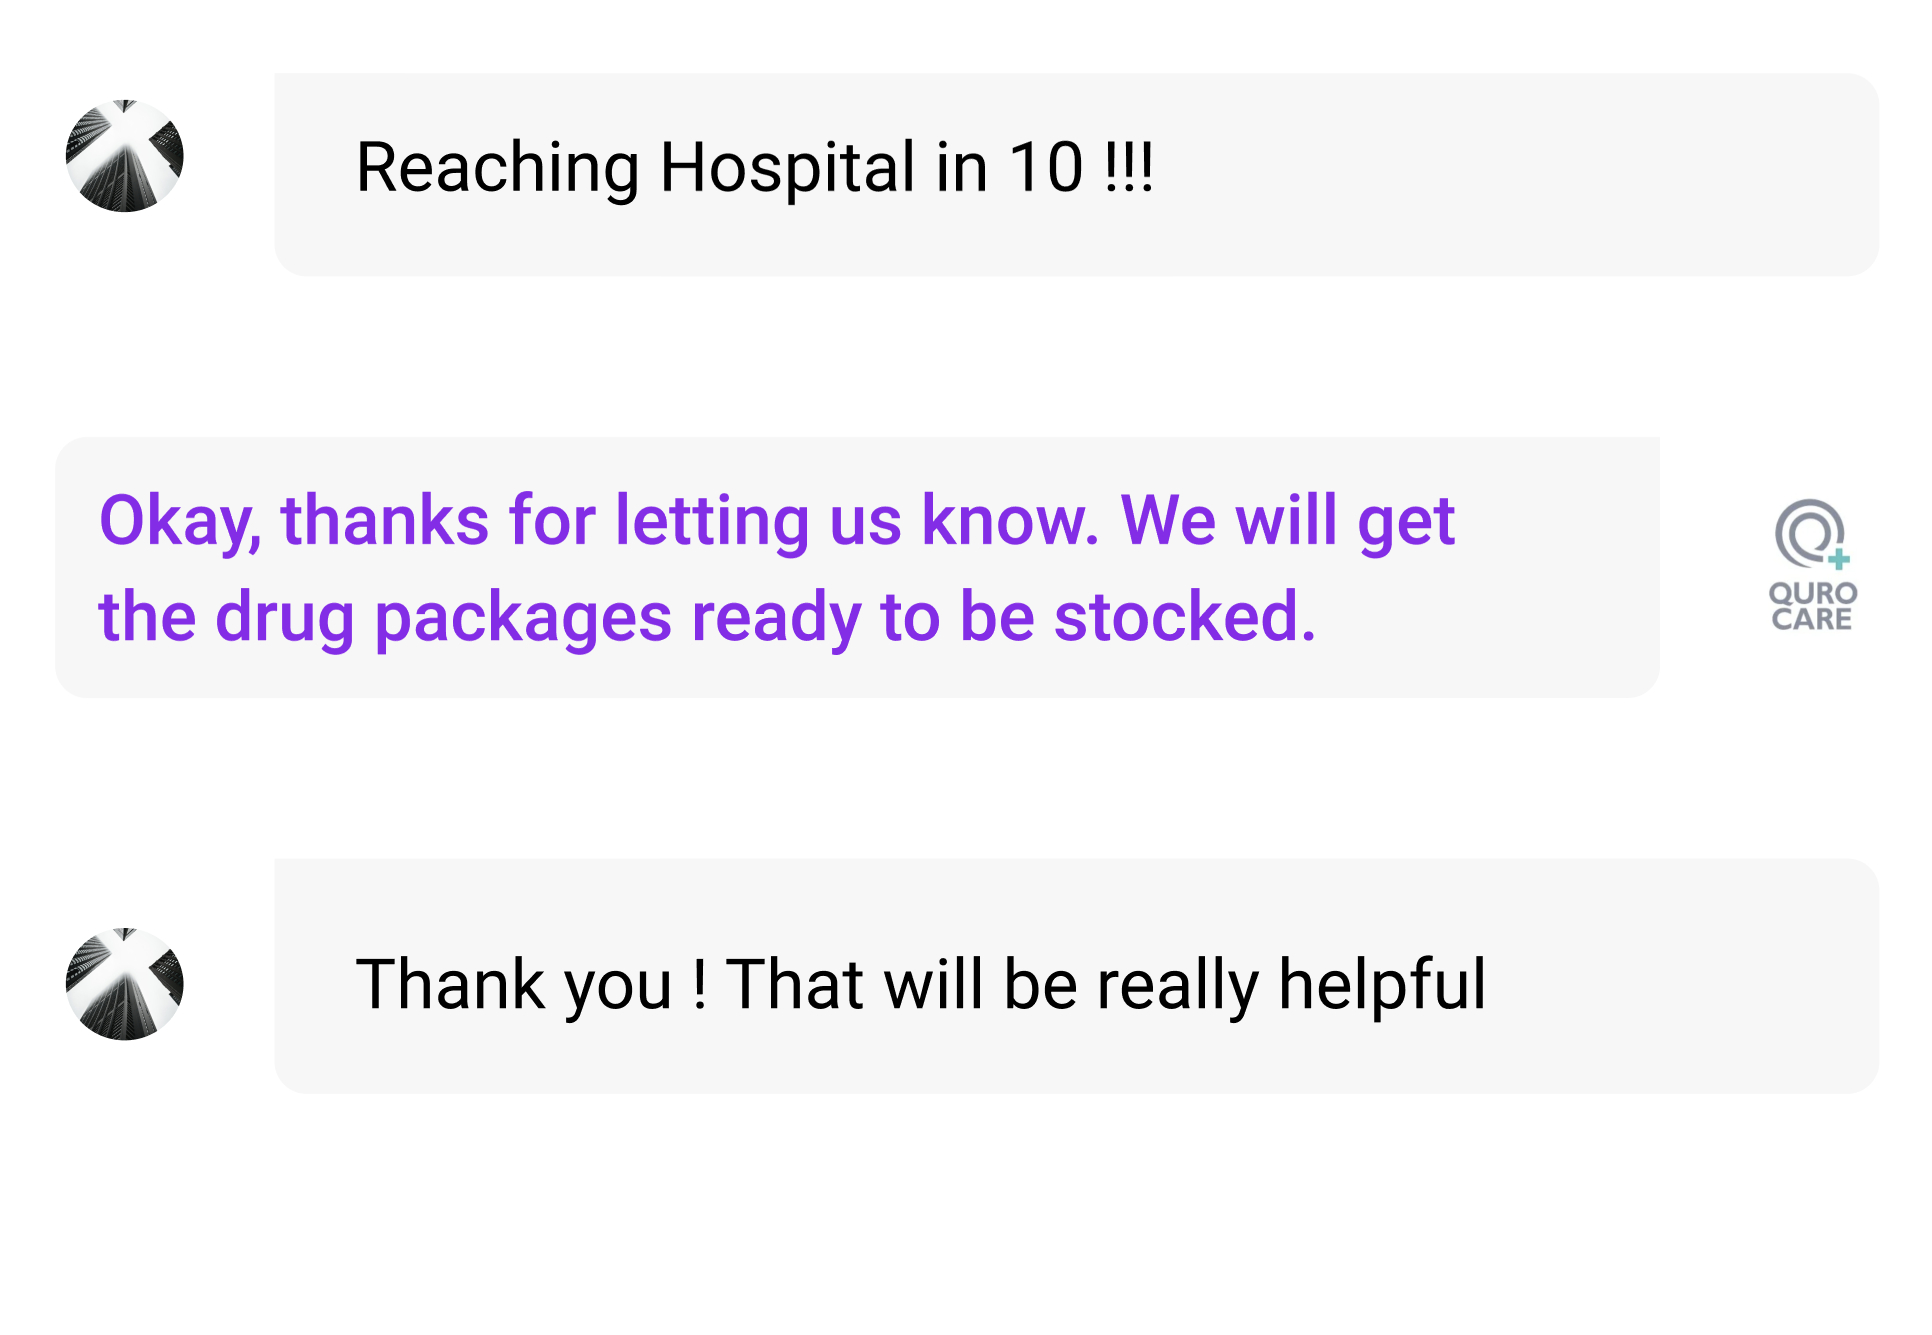 Reaching Hospital in 10 !!!
Okay, thanks for letting us know. We will get
the drug packages ready to be stocked.
QURO
CARE
Thank you ! That will be really helpful